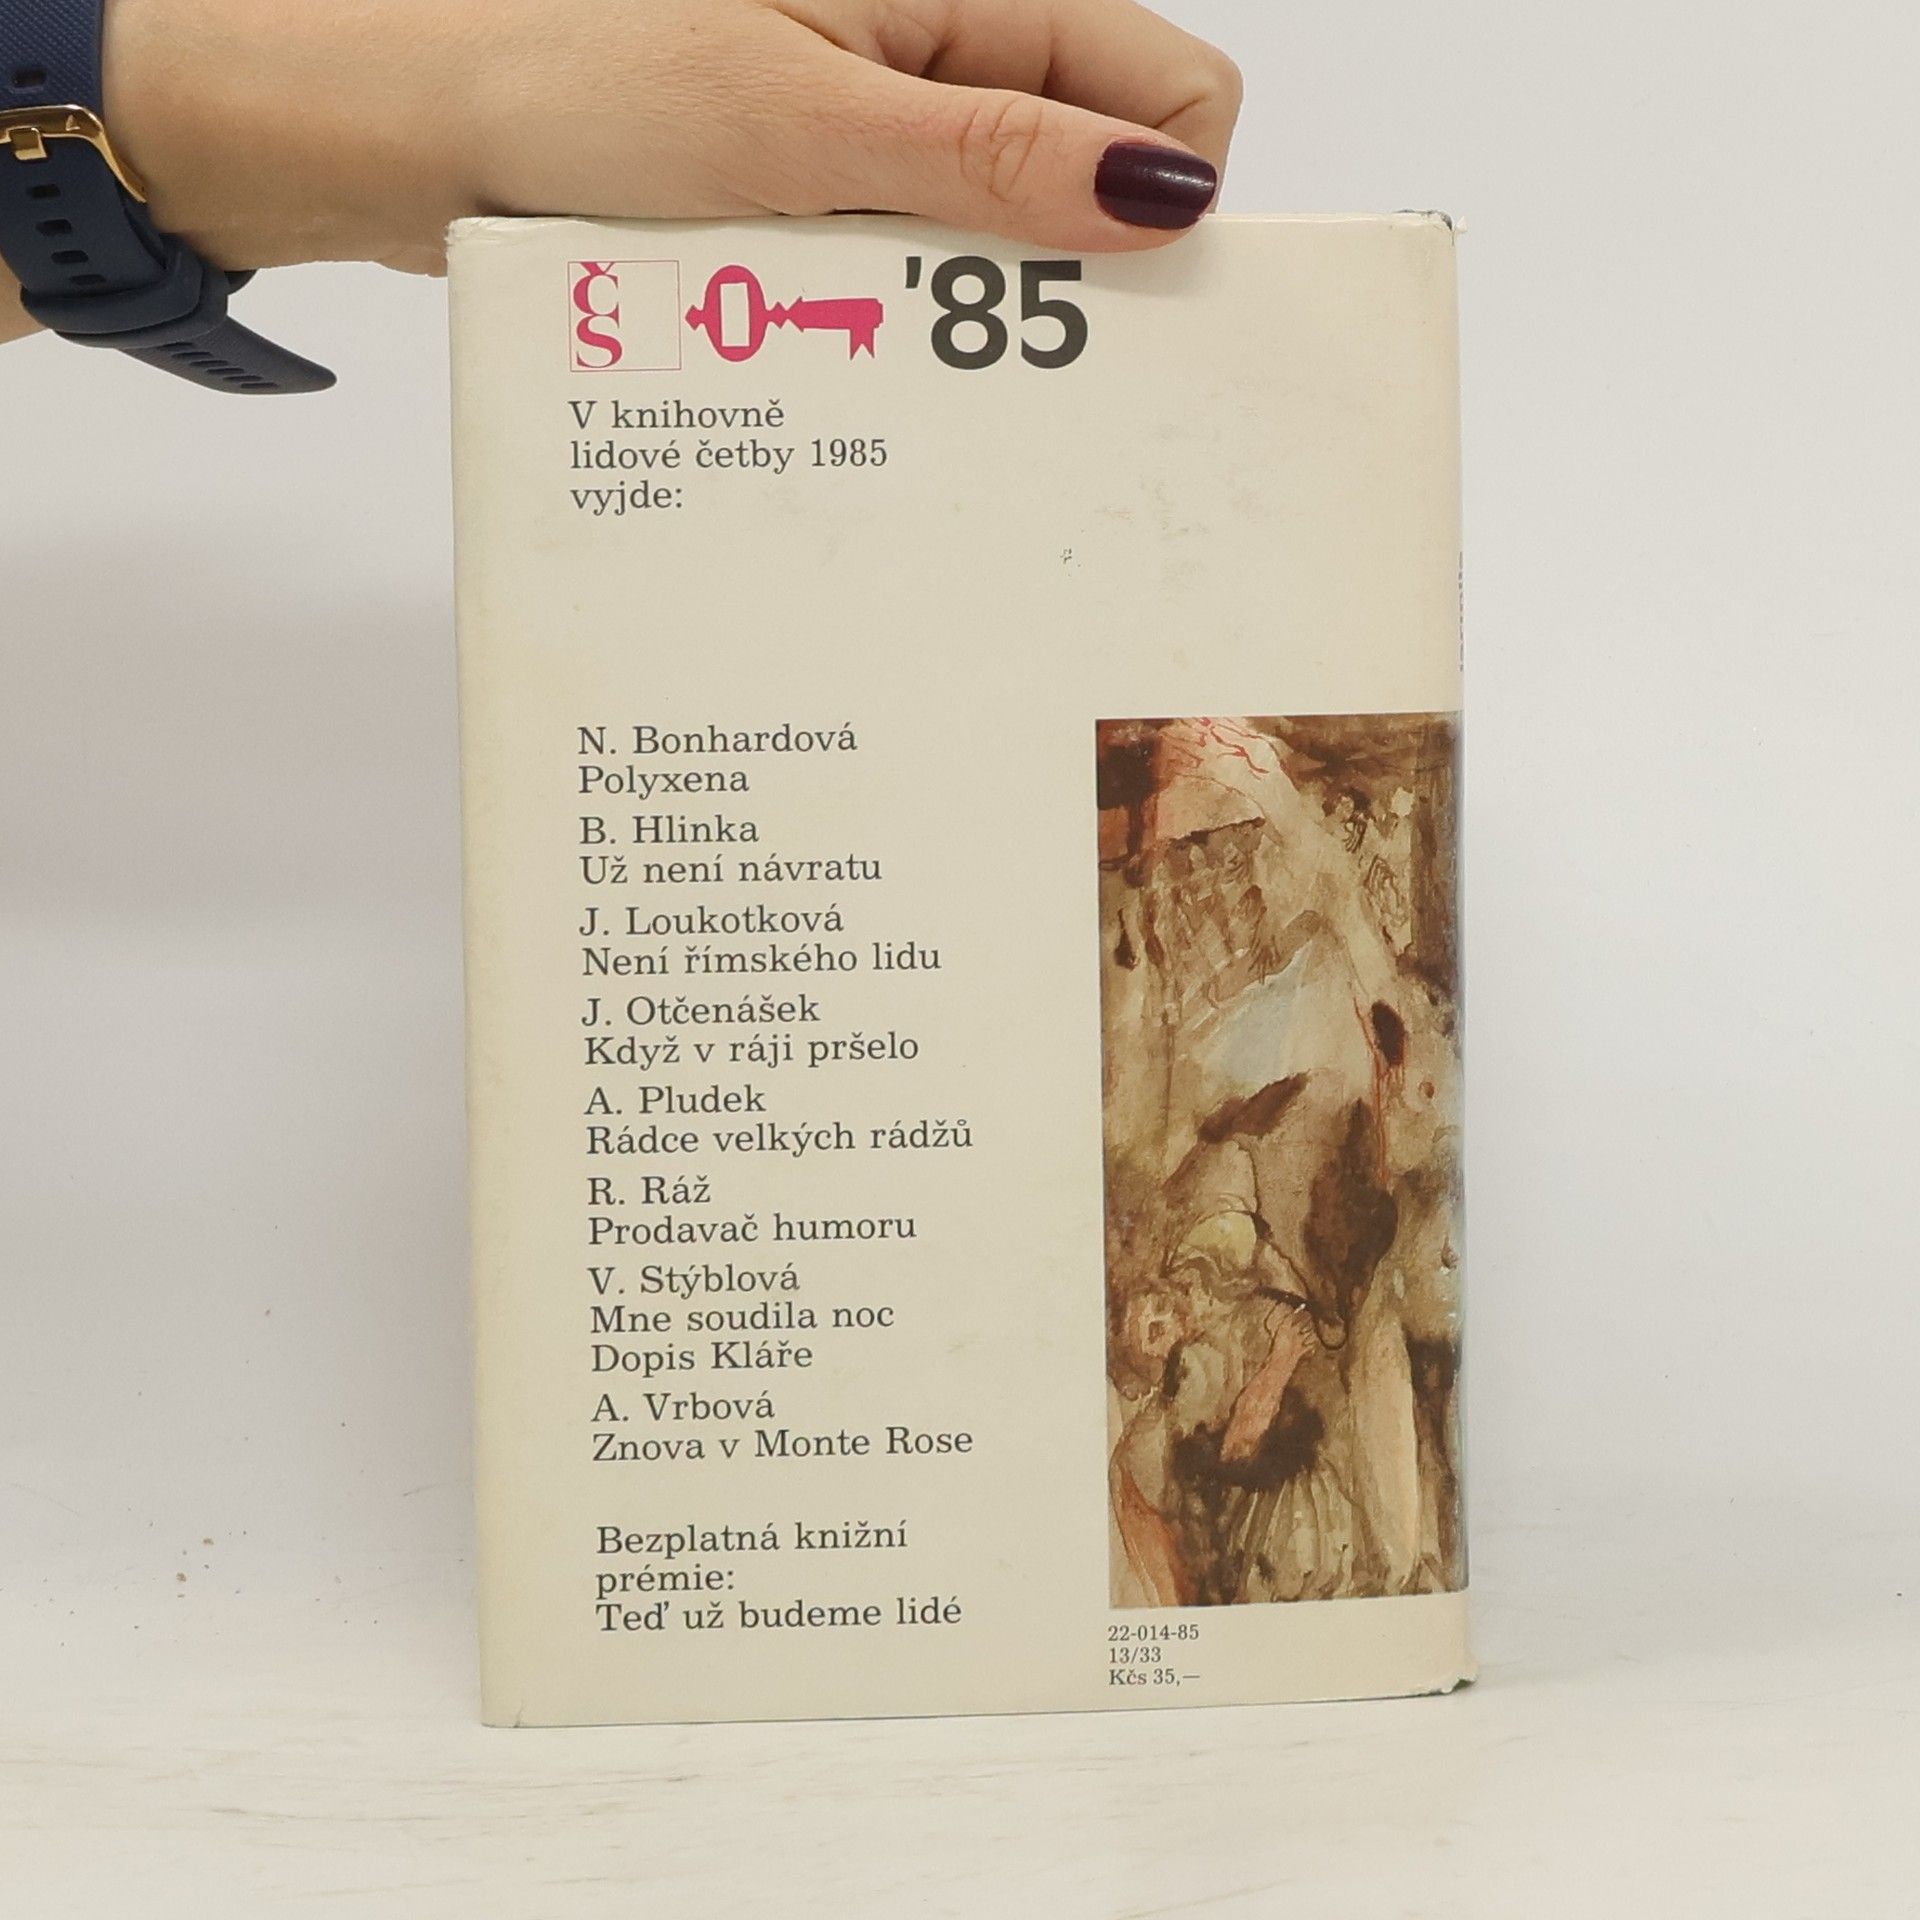 ČS '85
V knihovně
lidové četby 1985
vyjde:
N. Bonhardová
Polyxena
B. Hlinka
Už není návratu
J. Loukotková
Není římského lidu
J. Otčenášek
Když v ráji pršelo
A. Pludek
Rádce velkých rádžů
R. Ráž
Prodavač humoru
V. Stýblová
Mne soudila noc
Dopis Kláře
A. Vrbová
Znova v Monte Rose
Bezplatná knižní
prémie:
Teď už budeme lidé
22-014-85
13/33
Kčs 35,—